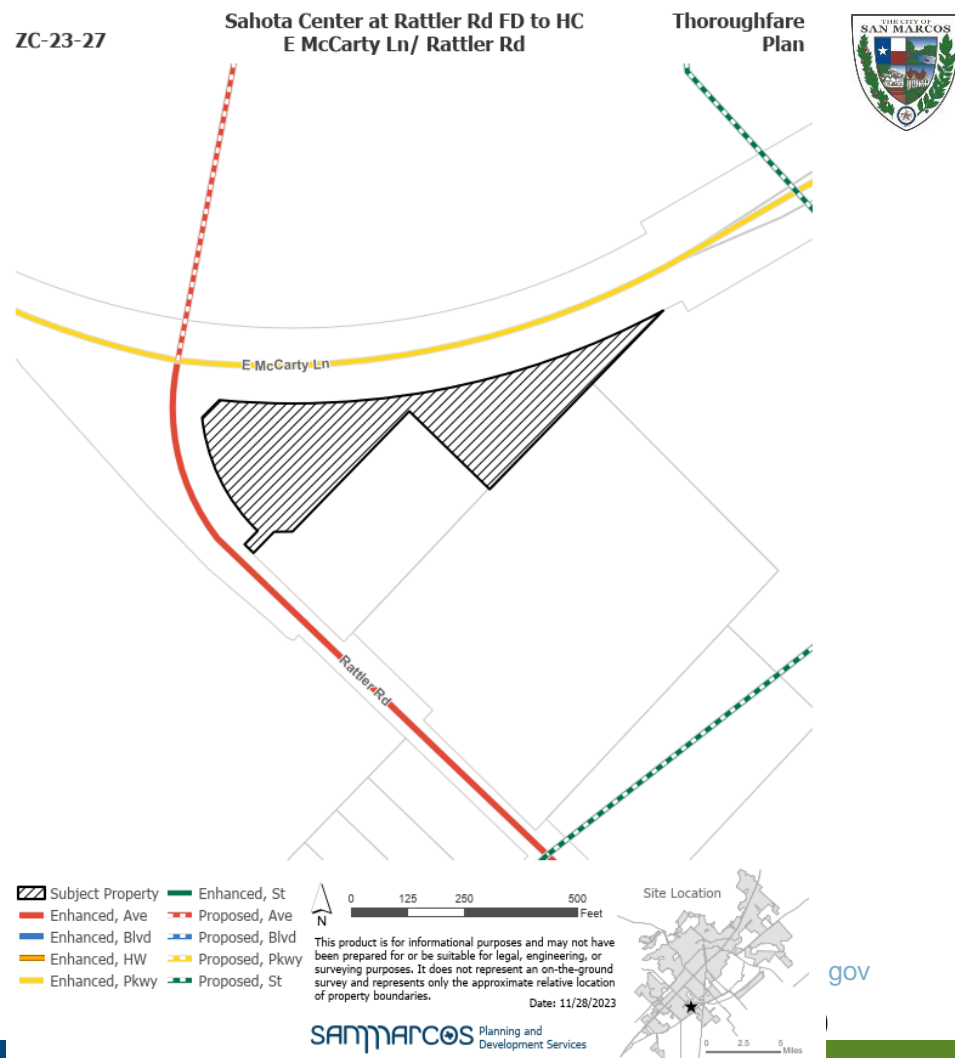 ZC-23-27
Sahota Center at Rattler Rd FD to HC
E McCarty Ln/ Rattler Rd
Thoroughfare
Plan
THE CITY OF
SAN MARCOS
E McCarty Ln
Rattler Rd
Subject Property
Enhanced, Ave
Enhanced, Blvd
Enhanced, HW
Enhanced, Pkwy
Enhanced, St
Proposed, Ave
Proposed, Blvd
Proposed, Pkwy
Proposed, St
N
0 125 250 500
Feet
This product is for informational purposes and may not have
been prepared for or be suitable for legal, engineering, or
surveying purposes. It does not represent an on-the-ground
survey and represents only the approximate relative location
of property boundaries.
Date: 11/28/2023
SAN MARCOS
Planning and
Development Services
Site Location
0 2.5 5
Miles
gov
)